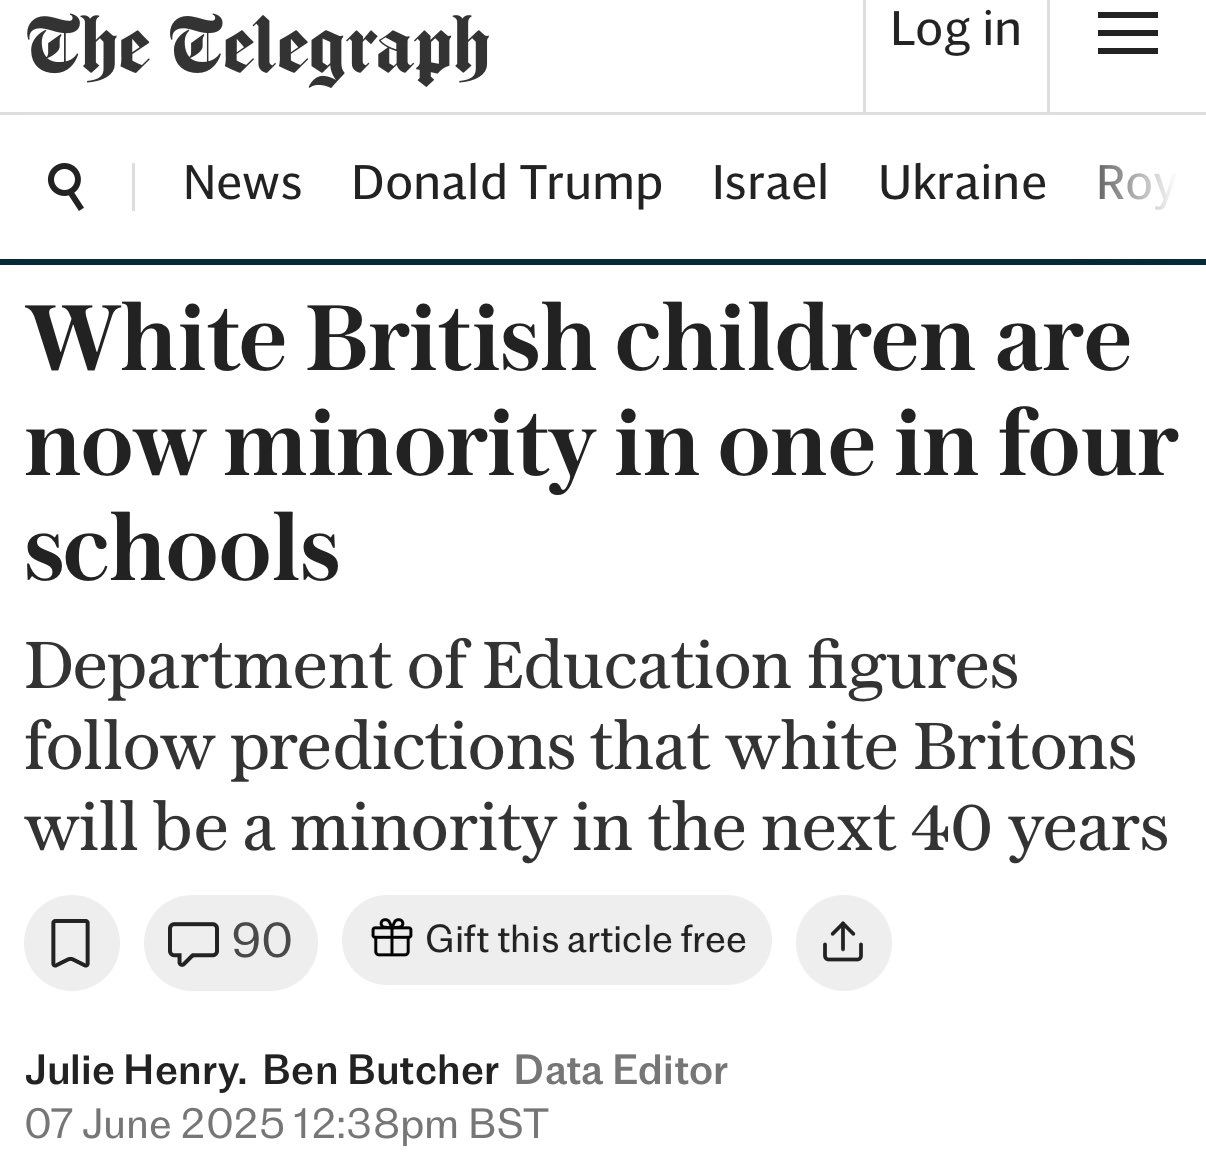 The Telegraph
Log in
News Donald Trump Israel Ukraine Roy
White British children are
now minority in one in four
schools
Department of Education figures
follow predictions that white Britons
will be a minority in the next 40 years
90
Gift this article free
Julie Henry. Ben Butcher Data Editor
07 June 2025 12:38pm BST